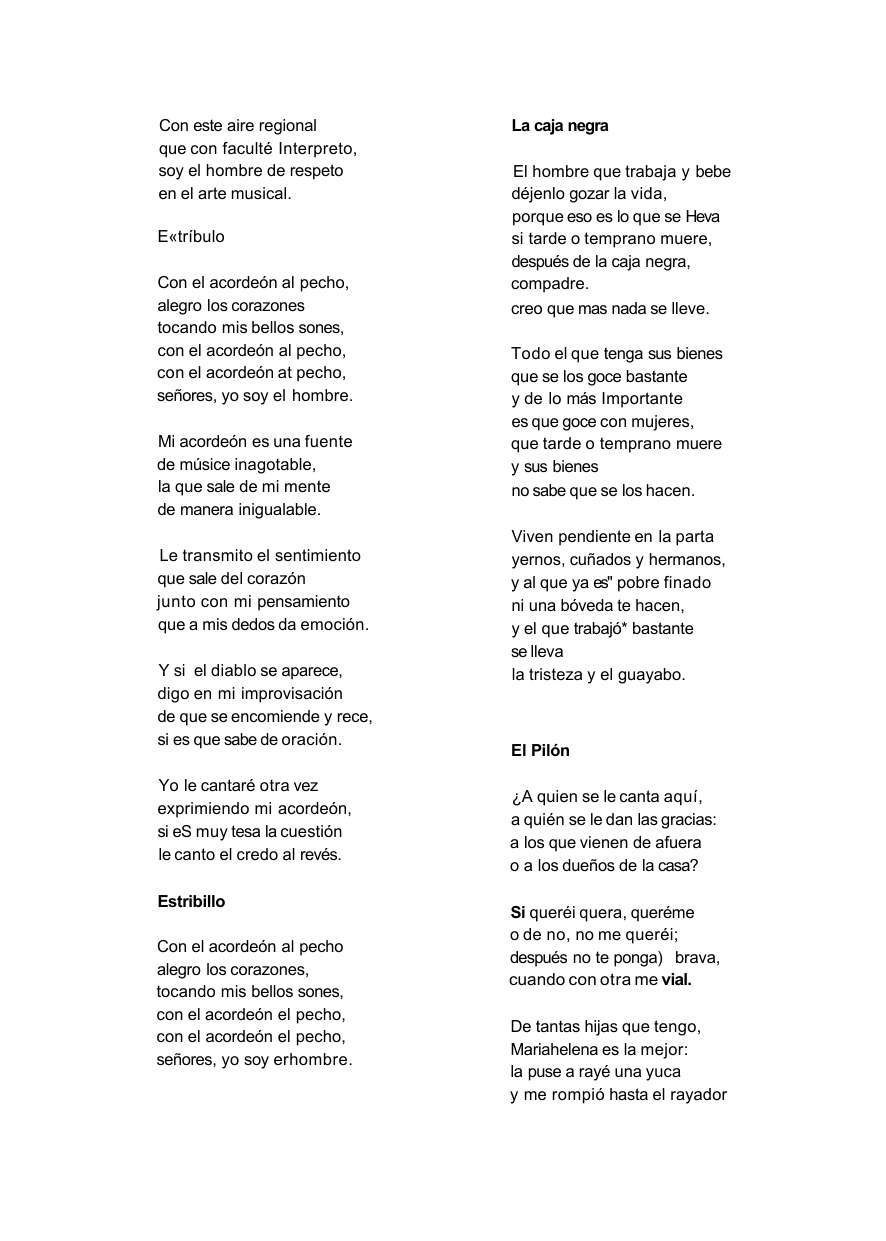 Con este aire regional
que con faculté Interpreto,
soy el hombre de respeto
en el arte musical.
E«tríbulo
Con el acordeón al pecho,
alegro los corazones
tocando mis bellos sones,
con el acordeón al pecho,
con el acordeón at pecho,
señores, yo soy el hombre.
Mi acordeón es una fuente
de músice inagotable,
la que sale de mi mente
de manera inigualable.
Le transmito el sentimiento
que sale del corazón
junto con mi pensamiento
que a mis dedos da emoción.
Y si el diablo se aparece,
digo en mi improvisación
de que se encomiende y rece,
si es que sabe de oración.
Yo le cantaré otra vez
exprimiendo mi acordeón,
si eS muy tesa la cuestión
le canto el credo al revés.
Estribillo
Con el acordeón al pecho
alegro los corazones,
tocando mis bellos sones,
con el acordeón el pecho,
con el acordeón el pecho,
señores, yo soy erhombre.
La caja negra
El hombre que trabaja y bebe
déjenlo gozar la vida,
porque eso es lo que se Heva
si tarde o temprano muere,
después de la caja negra,
compadre.
creo que mas nada se lleve.
Todo el que tenga sus bienes
que se los goce bastante
y de lo más Importante
es que goce con mujeres,
que tarde o temprano muere
y sus bienes
no sabe que se los hacen.
Viven pendiente en la parta
yernos, cuñados y hermanos,
y al que ya es" pobre finado
ni una bóveda te hacen,
y el que trabajó* bastante
se lleva
la tristeza y el guayabo.
El Pilón
¿A quien se le canta aquí,
a quién se le dan las gracias:
a los que vienen de afuera
o a los dueños de la casa?
Si queréi quera, queréme
o de no, no me queréi;
después no te ponga) brava,
cuando con otra me vial.
De tantas hijas que tengo,
Mariahelena es la mejor:
la puse a rayé una yuca
y me rompió hasta el rayador